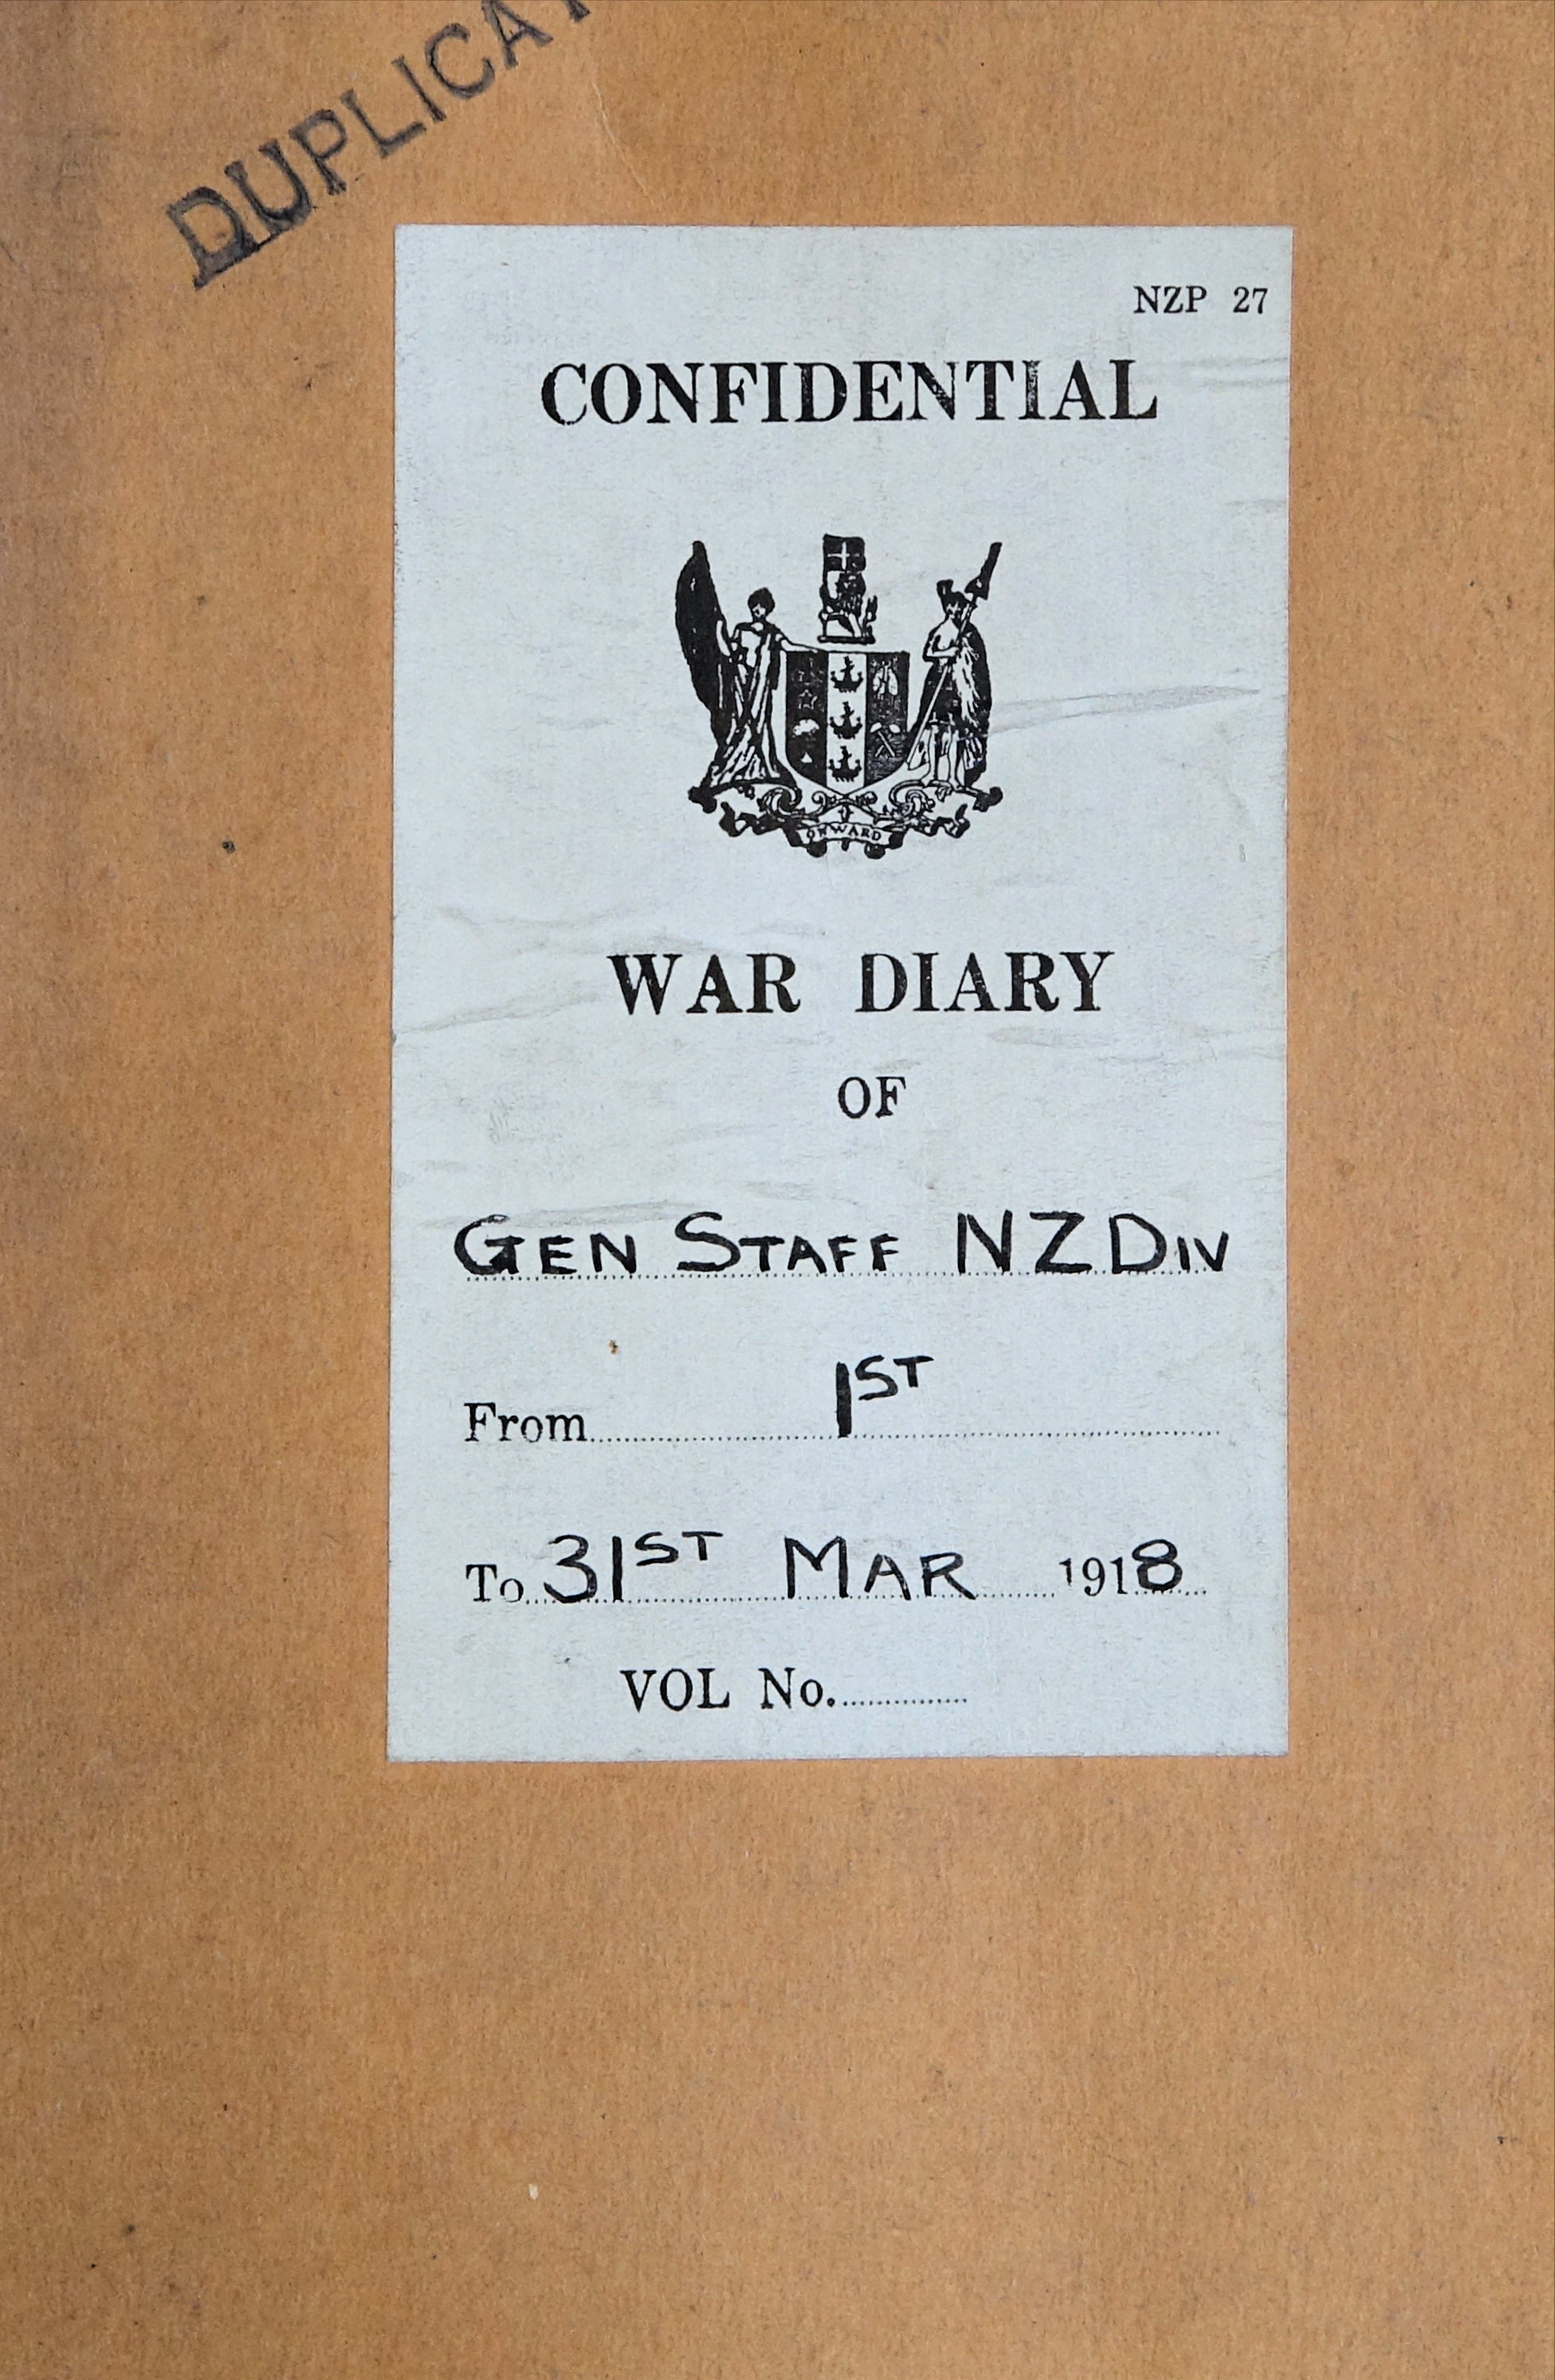 DUPLICA
NZP 27
CONFIDENTIAL
ONWARD
WAR DIARY
OF
GEN STAFF NZ DIV
From 1ST
To 31ST MAR 1918
VOL No.